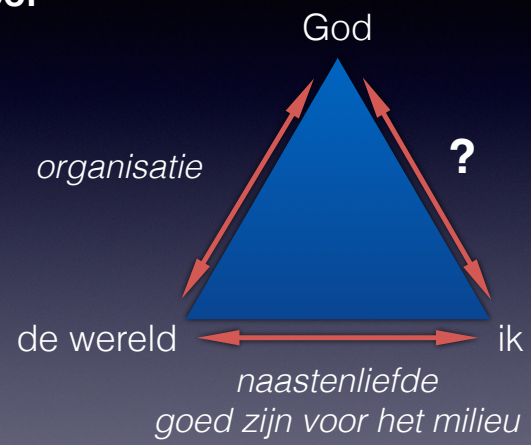 God
organisatie
?
de wereld
ik
naastenliefde
goed zijn voor het milieu